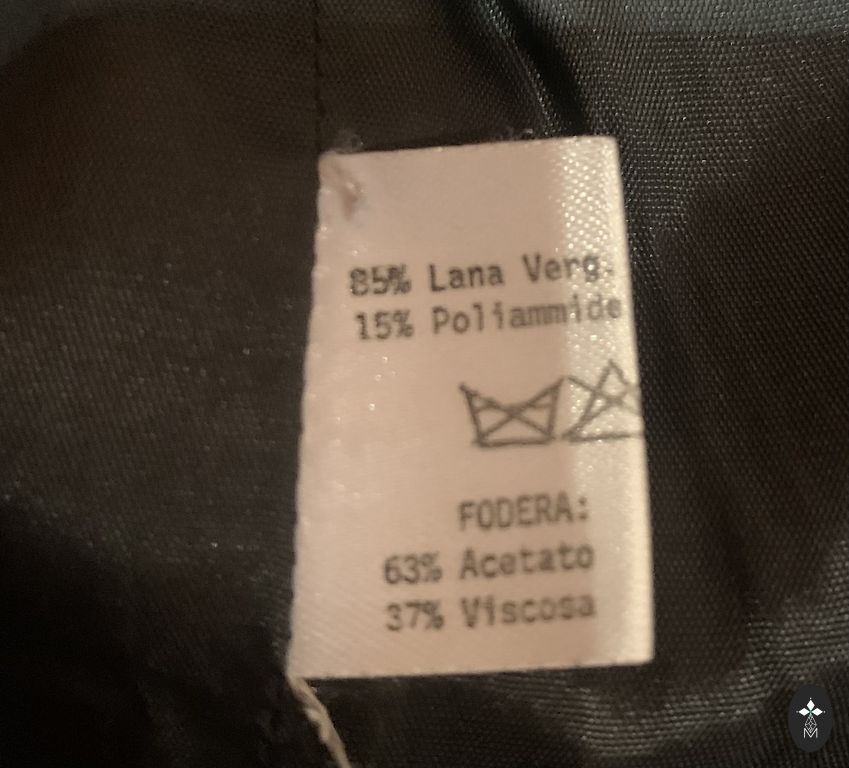 85% Lana Verg.
15% Poliammide
FODERA:
63% Acetato
37% Viscosa
M